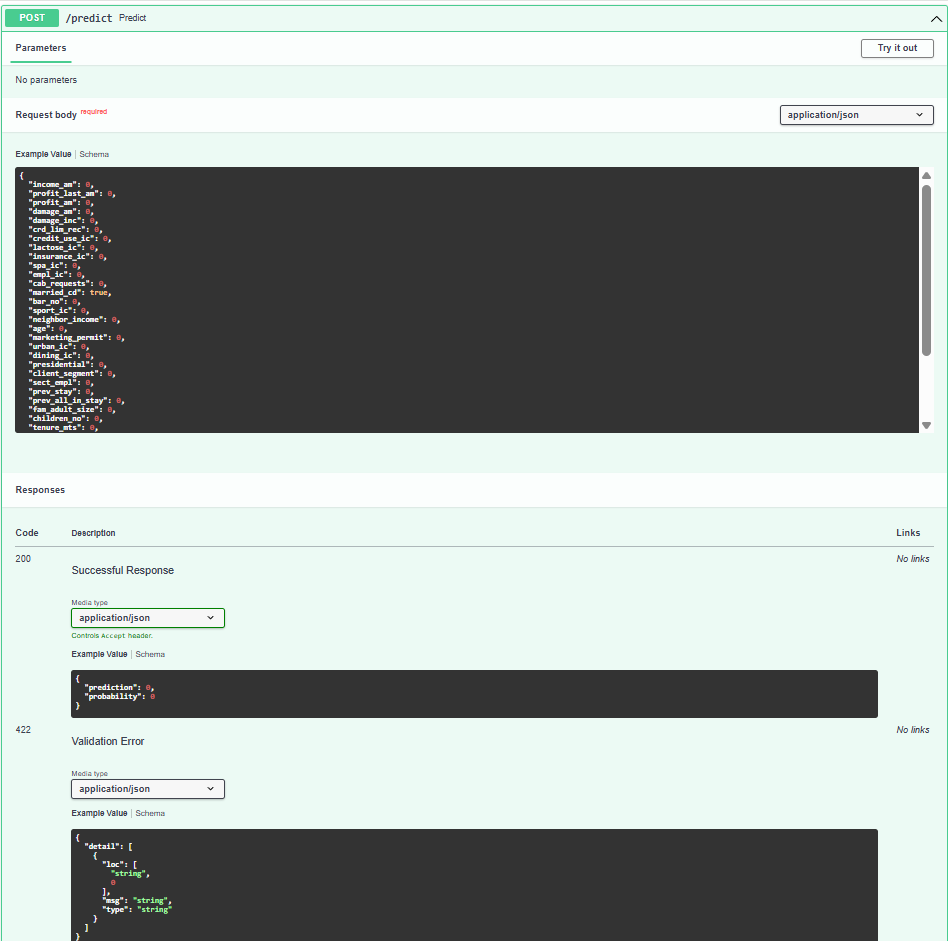 POST /predict Predict
Parameters
Try it out
No parameters
Request body required
application/json
Example Value | Schema
{
  "income_am": 0,
  "profit_last_am": 0,
  "profit_am": 0,
  "damage_am": 0,
  "damage_inc": 0,
  "crd_lim_rec": 0,
  "credit_use_ic": 0,
  "lactose_ic": 0,
  "insurance_ic": 0,
  "spa_ic": 0,
  "empl_ic": 0,
  "cab_requests": 0,
  "married_cd": true,
  "bar_no": 0,
  "sport_ic": 0,
  "neighbor_income": 0,
  "age": 0,
  "marketing_permit": 0,
  "urban_ic": 0,
  "dining_ic": 0,
  "presidential": 0,
  "client_segment": 0,
  "sect_empl": 0,
  "prev_stay": 0,
  "prev_all_in_stay": 0,
  "fam_adult_size": 0,
  "children_no": 0,
  "tenure_mts": 0,
Responses
Code Description Links
200 No links
Successful Response
Media type
application/json
Controls Accept header.
Example Value | Schema
{
  "prediction": 0,
  "probability": 0
}
422 No links
Validation Error
Media type
application/json
Example Value | Schema
{
  "detail": [
    {
      "loc": [
        "string",
        0
      ],
      "msg": "string",
      "type": "string"
    }
  ]
}